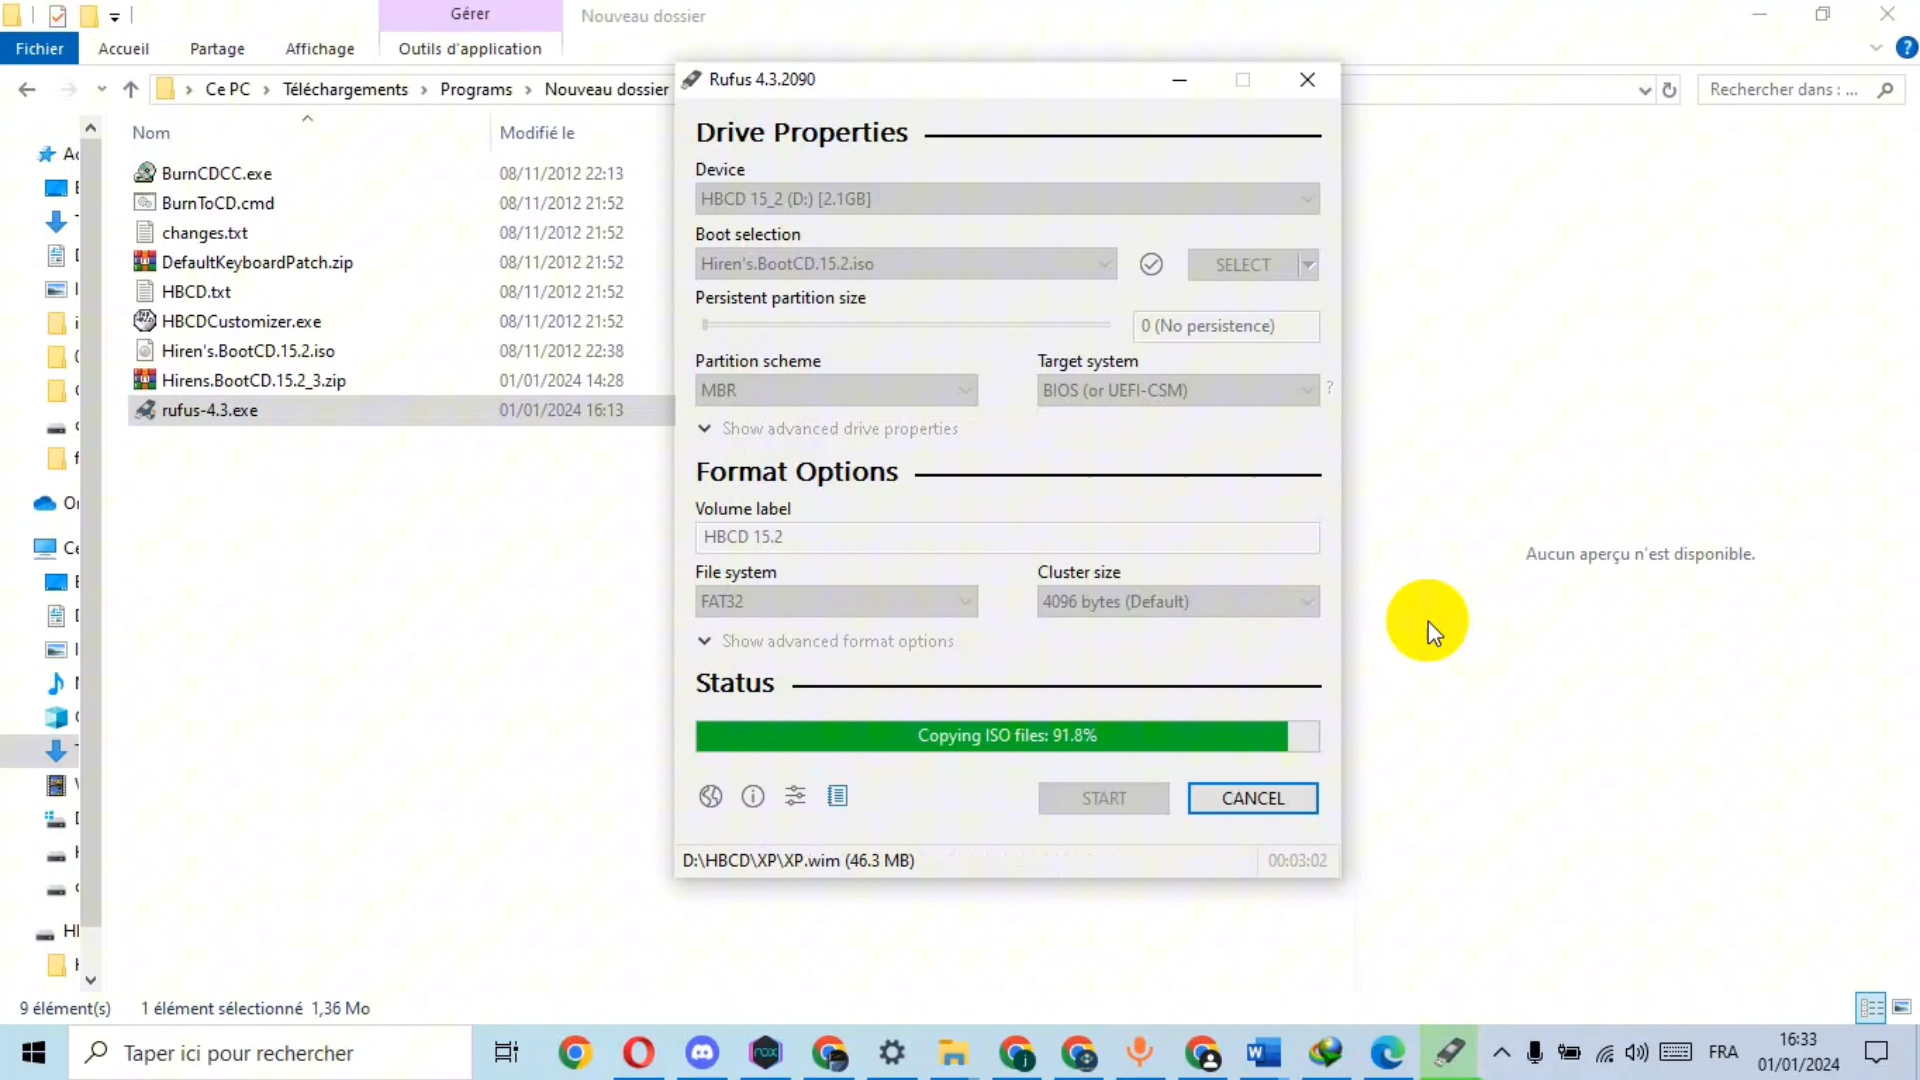 Gérer
Nouveau dossier
Fichier
Accueil
Partage
Affichage
Outils d'application
Ce PC
Téléchargements
Programs
Nouveau dossier
Rechercher dans : ...
Nom
Modifié le
BurnCDCC.exe 08/11/2012 22:13
BurnToCD.cmd 08/11/2012 21:52
changes.txt 08/11/2012 21:52
DefaultKeyboardPatch.zip 08/11/2012 21:52
HBCD.txt 08/11/2012 21:52
HBCDCustomizer.exe 08/11/2012 21:52
Hiren's.BootCD.15.2.iso 08/11/2012 22:38
Hirens.BootCD.15.2_3.zip 01/01/2024 14:28
rufus-4.3.exe 01/01/2024 16:13
Rufus 4.3.2090
Drive Properties
Device
HBCD 15_2 (D:) [2.1GB]
Boot selection
Hiren's.BootCD.15.2.iso
SELECT
Persistent partition size
0 (No persistence)
Partition scheme
Target system
MBR
BIOS (or UEFI-CSM)
?
Show advanced drive properties
Format Options
Volume label
HBCD 15.2
File system
Cluster size
FAT32
4096 bytes (Default)
Show advanced format options
Status
Copying ISO files: 91.8%
START
CANCEL
D:\HBCD\XP\XP.wim (46.3 MB)
00:03:02
Aucun aperçu n'est disponible.
9 élément(s)
1 élément sélectionné 1,36 Mo
Taper ici pour rechercher
FRA
16:33
01/01/2024